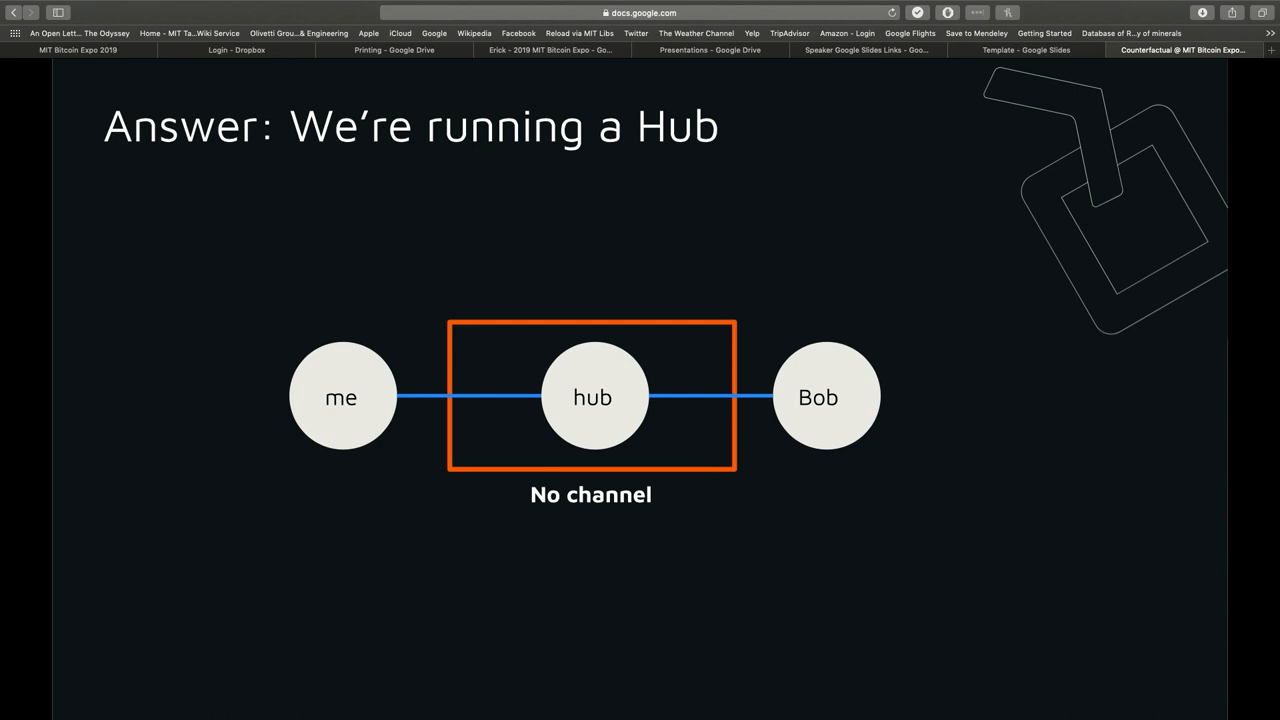 docs.google.com
An Open Lett... The Odyssey
Home - MIT Ta...Wiki Service
Olivetti Grou...& Engineering
Apple
iCloud
Google
Wikipedia
Facebook
Reload via MIT Libs
Twitter
The Weather Channel
Yelp
TripAdvisor
Amazon - Login
Google Flights
Save to Mendeley
Getting Started
Database of R...y of minerals
MIT Bitcoin Expo 2019
Login - Dropbox
Printing - Google Drive
Erick - 2019 MIT Bitcoin Expo - Go...
Presentations - Google Drive
Speaker Google Slides Links - Goo...
Template - Google Slides
Counterfactual @ MIT Bitcoin Expo...
Answer: We're running a Hub
me
hub
Bob
No channel